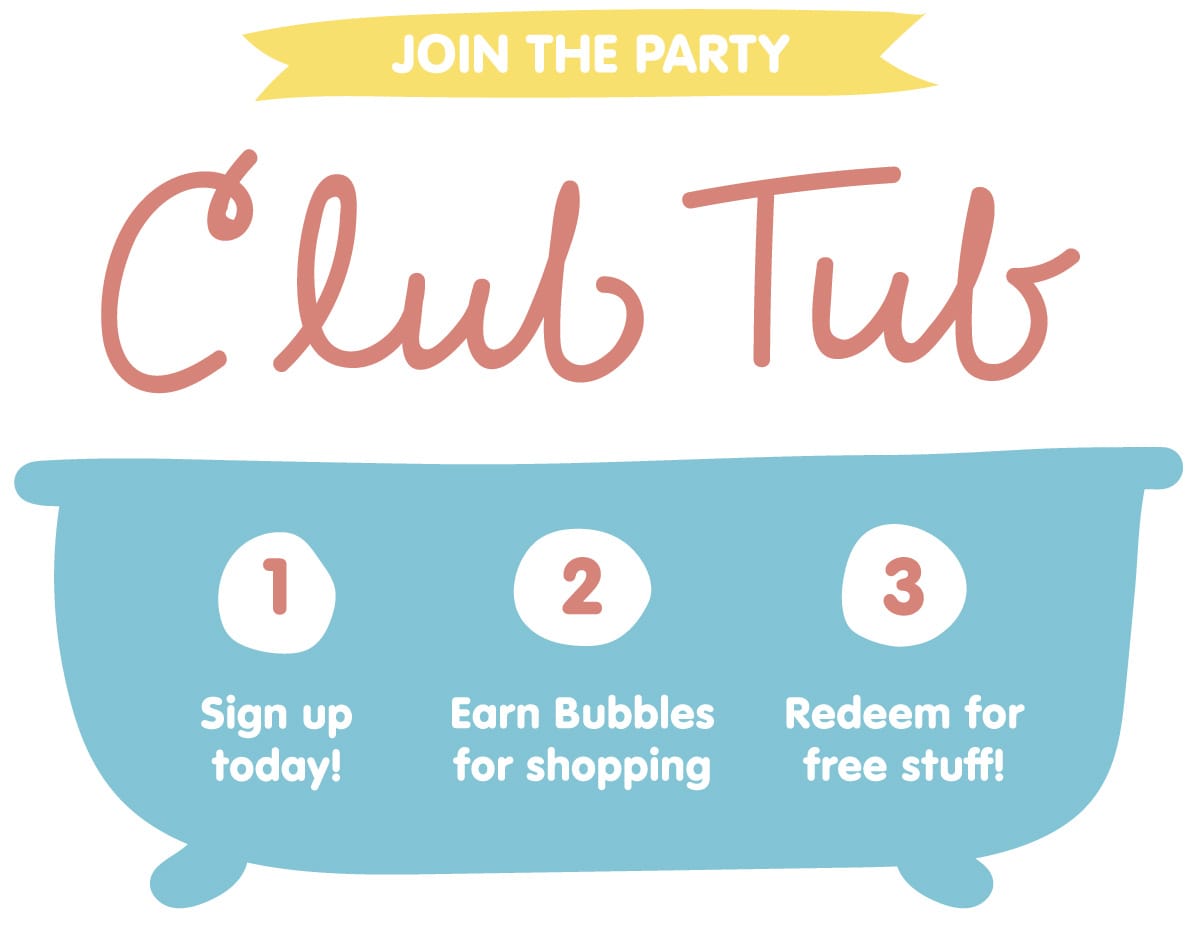 JOIN THE PARTY
Club Tub
1
Sign up
today!
2
Earn Bubbles
for shopping
3
Redeem for
free stuff!